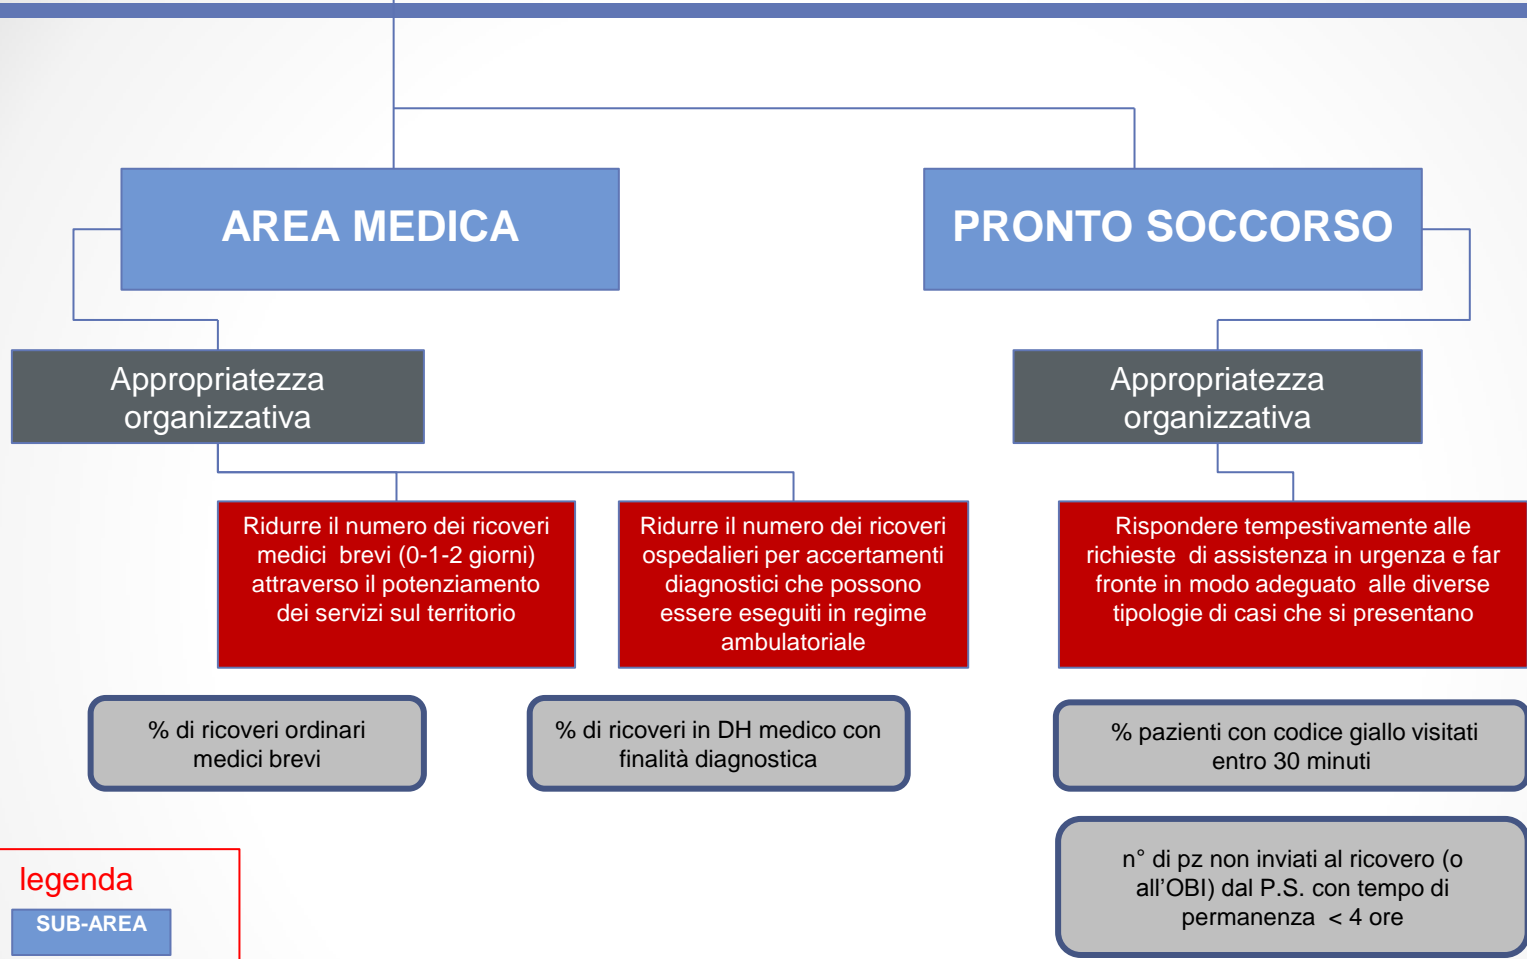 AREA MEDICA
PRONTO SOCCORSO
Appropriatezza
organizzativa
Appropriatezza
organizzativa
Ridurre il numero dei ricoveri
medici brevi (0-1-2 giorni)
attraverso il potenziamento
dei servizi sul territorio
Ridurre il numero dei ricoveri
ospedalieri per accertamenti
diagnostici che possono
essere eseguiti in regime
ambulatoriale
Rispondere tempestivamente alle
richieste di assistenza in urgenza e far
fronte in modo adeguato alle diverse
tipologie di casi che si presentano
% di ricoveri ordinari
medici brevi
% di ricoveri in DH medico con
finalità diagnostica
% pazienti con codice giallo visitati
entro 30 minuti
n° di pz non inviati al ricovero (o
all'OBI) dal P.S. con tempo di
permanenza < 4 ore
legenda
SUB-AREA